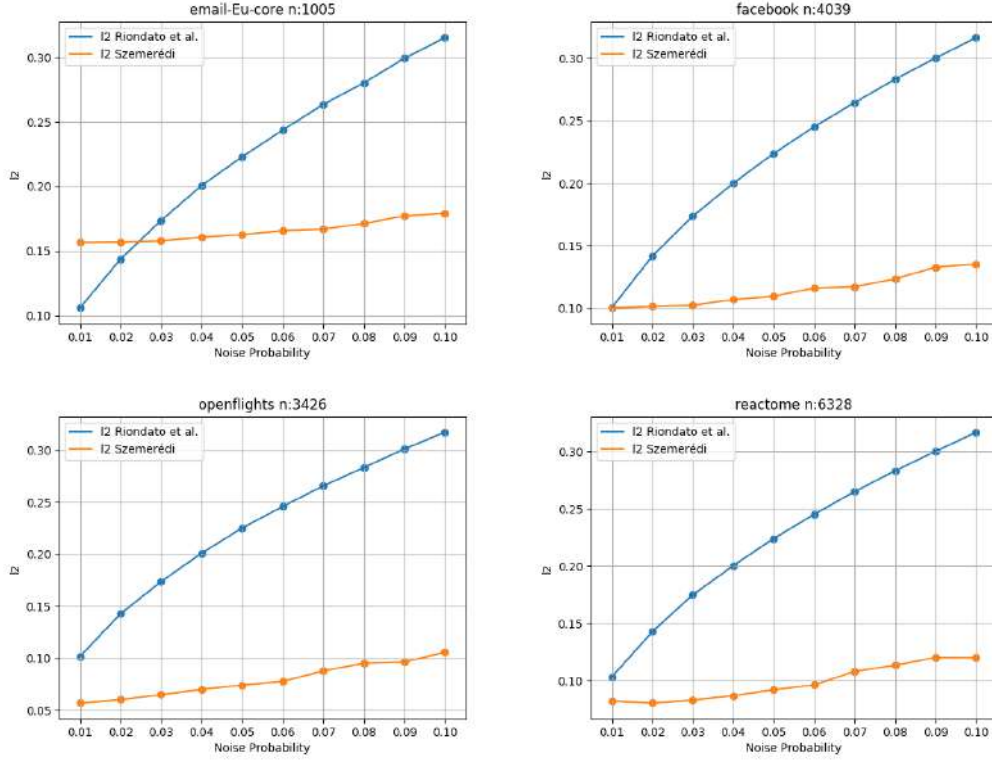 email-Eu-core n:1005
l2 Riondato et al.
l2 Szemerédi
0.30
0.25
0.20
0.15
0.10
l2
0.01 0.02 0.03 0.04 0.05 0.06 0.07 0.08 0.09 0.10
Noise Probability
facebook n:4039
l2 Riondato et al.
l2 Szemerédi
0.30
0.25
0.20
0.15
0.10
l2
0.01 0.02 0.03 0.04 0.05 0.06 0.07 0.08 0.09 0.10
Noise Probability
openflights n:3426
l2 Riondato et al.
l2 Szemerédi
0.30
0.25
0.20
0.15
0.10
0.05
l2
0.01 0.02 0.03 0.04 0.05 0.06 0.07 0.08 0.09 0.10
Noise Probability
reactome n:6328
l2 Riondato et al.
l2 Szemerédi
0.30
0.25
0.20
0.15
0.10
l2
0.01 0.02 0.03 0.04 0.05 0.06 0.07 0.08 0.09 0.10
Noise Probability